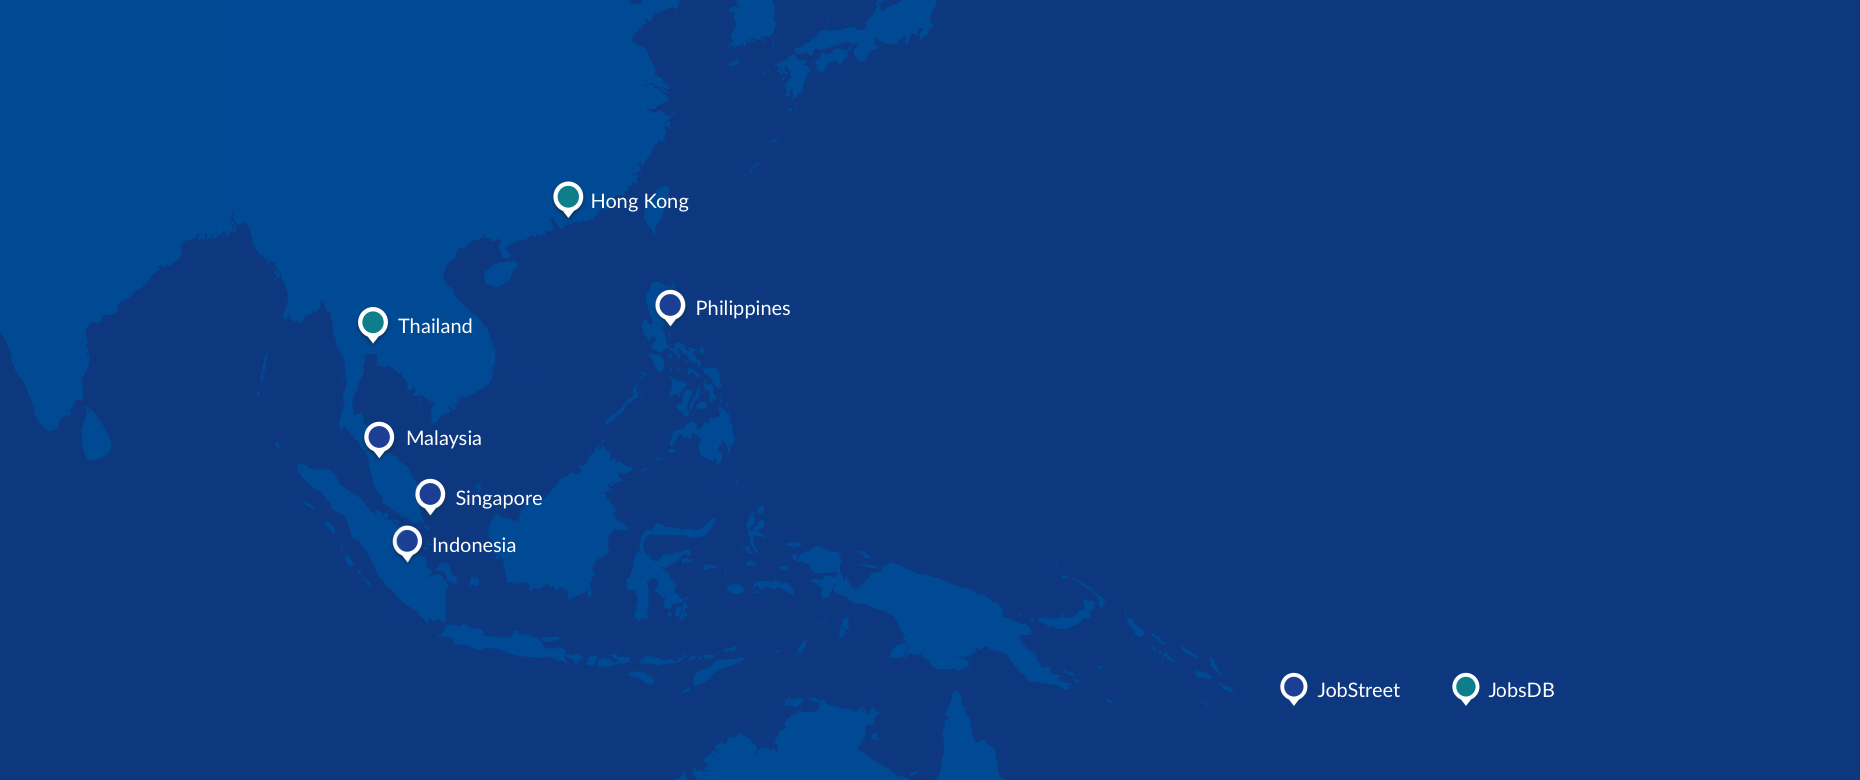 Hong Kong
Philippines
Thailand
Malaysia
Singapore
Indonesia
JobStreet
JobsDB